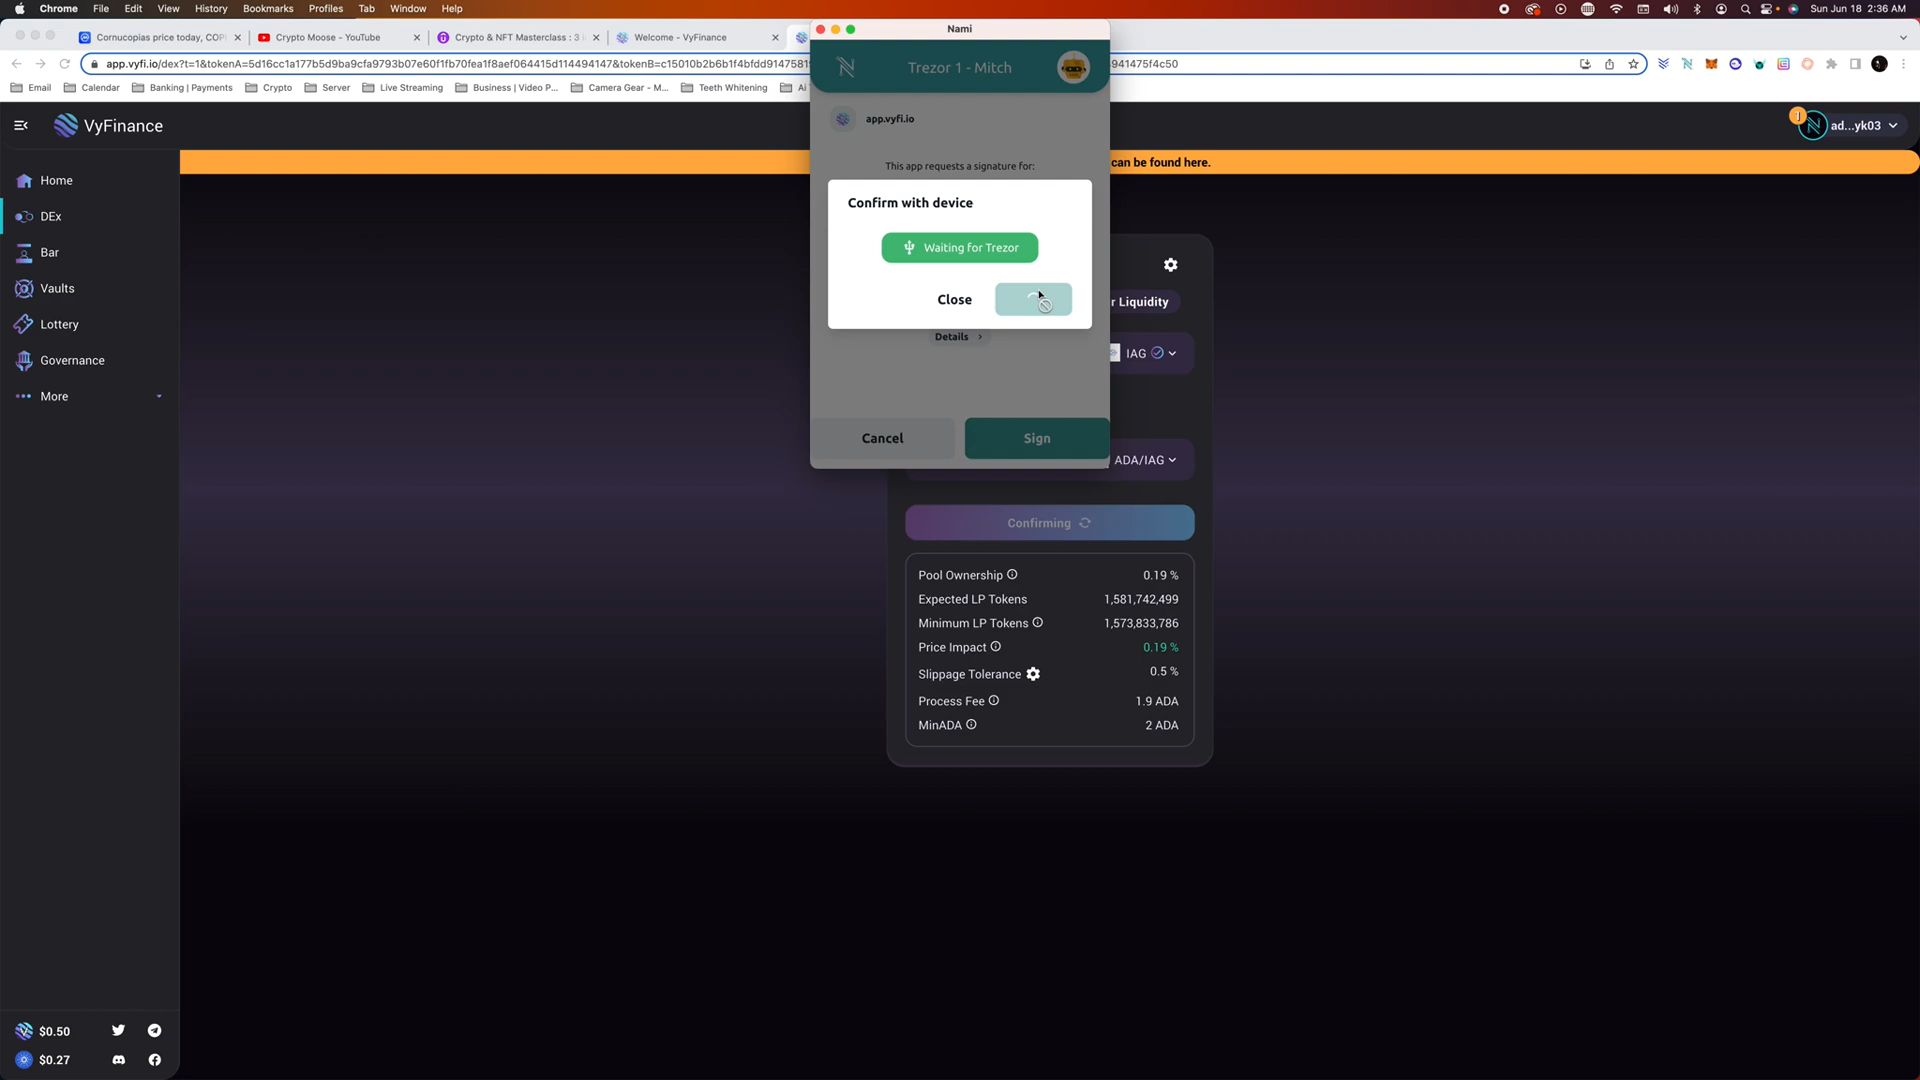 Chrome File Edit View History Bookmarks Profiles Tab Window Help
Sun Jun 18 2:36 AM
Cornucopias price today, COP
Crypto Moose - YouTube
Crypto & NFT Masterclass : 3
Welcome - VyFinance
app.vyfi.io/dex?t=1&tokenA=5d16cc1a177b5d9ba9cfa9793b07e60f1fb70fea1f8aef064415d114494147&tokenB=c15010b2b6b1f4bfdd9147581
941475f4c50
Email Calendar Banking | Payments Crypto Server Live Streaming Business | Video P... Camera Gear - M... Teeth Whitening Ai
Nami
Trezor 1 - Mitch
app.vyfi.io
This app requests a signature for:
Confirm with device
Waiting for Trezor
Close
Details
Cancel
Sign
VyFinance
1
ad...yk03
can be found here.
Home
DEx
Bar
Vaults
Lottery
Governance
More
r Liquidity
IAG
ADA/IAG
Confirming
Pool Ownership 0.19 %
Expected LP Tokens 1,581,742,499
Minimum LP Tokens 1,573,833,786
Price Impact 0.19 %
Slippage Tolerance 0.5 %
Process Fee 1.9 ADA
MinADA 2 ADA
$0.50
$0.27